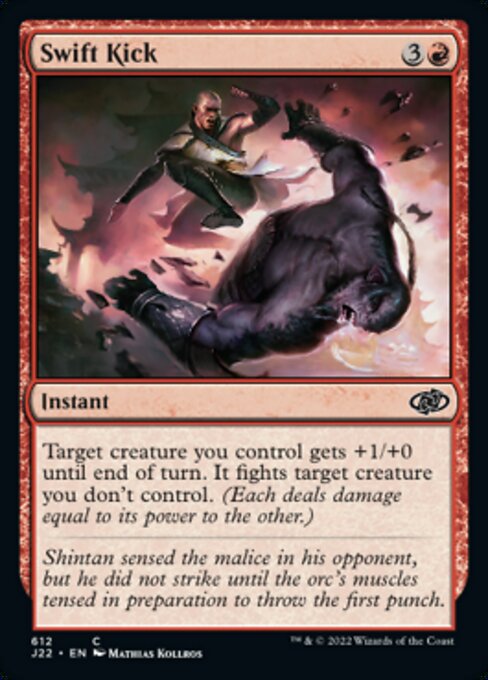 Swift Kick 3
Instant
Target creature you control gets +1/+0
until end of turn. It fights target creature
you don't control. (Each deals damage
equal to its power to the other.)
Shintan sensed the malice in his opponent,
but he did not strike until the orc's muscles
tensed in preparation to throw the first punch.
612 C
J22 • EN Mathias Kollros
™ & © 2022 Wizards of the Coast